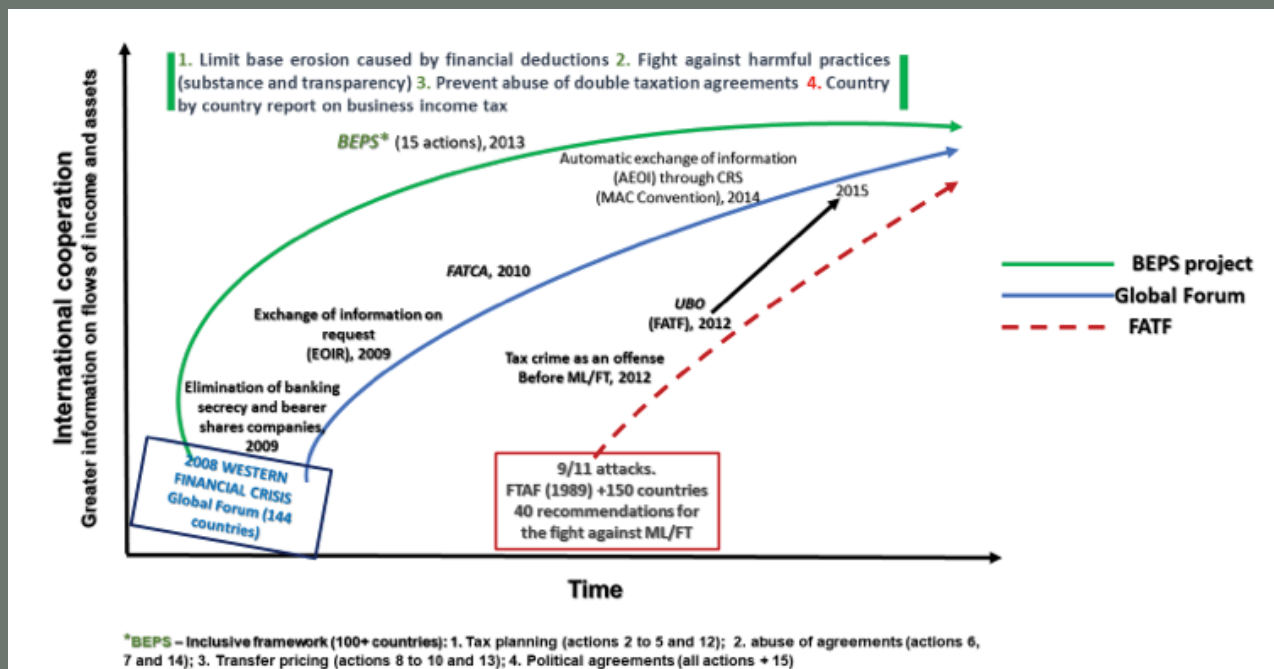 1. Limit base erosion caused by financial deductions 2. Fight against harmful practices
(substance and transparency) 3. Prevent abuse of double taxation agreements 4. Country
by country report on business income tax
BEPS* (15 actions), 2013
Automatic exchange of information
(AEOI) through CRS
(MAC Convention), 2014
2015
FATCA, 2010
UBO
(FATF), 2012
Exchange of information on
request
(EOIR), 2009
Tax crime as an offense
Before ML/FT, 2012
Elimination of banking
secrecy and bearer
shares companies,
2009
2008 WESTERN
FINANCIAL CRISIS
Global Forum (144
countries)
9/11 attacks.
FTAF (1989) +150 countries
40 recommendations for
the fight against ML/FT
International cooperation
Greater information on flows of income and assets
Time
BEPS project
Global Forum
FATF
*BEPS – Inclusive framework (100+ countries): 1. Tax planning (actions 2 to 5 and 12); 2. abuse of agreements (actions 6,
7 and 14); 3. Transfer pricing (actions 8 to 10 and 13); 4. Political agreements (all actions + 15)